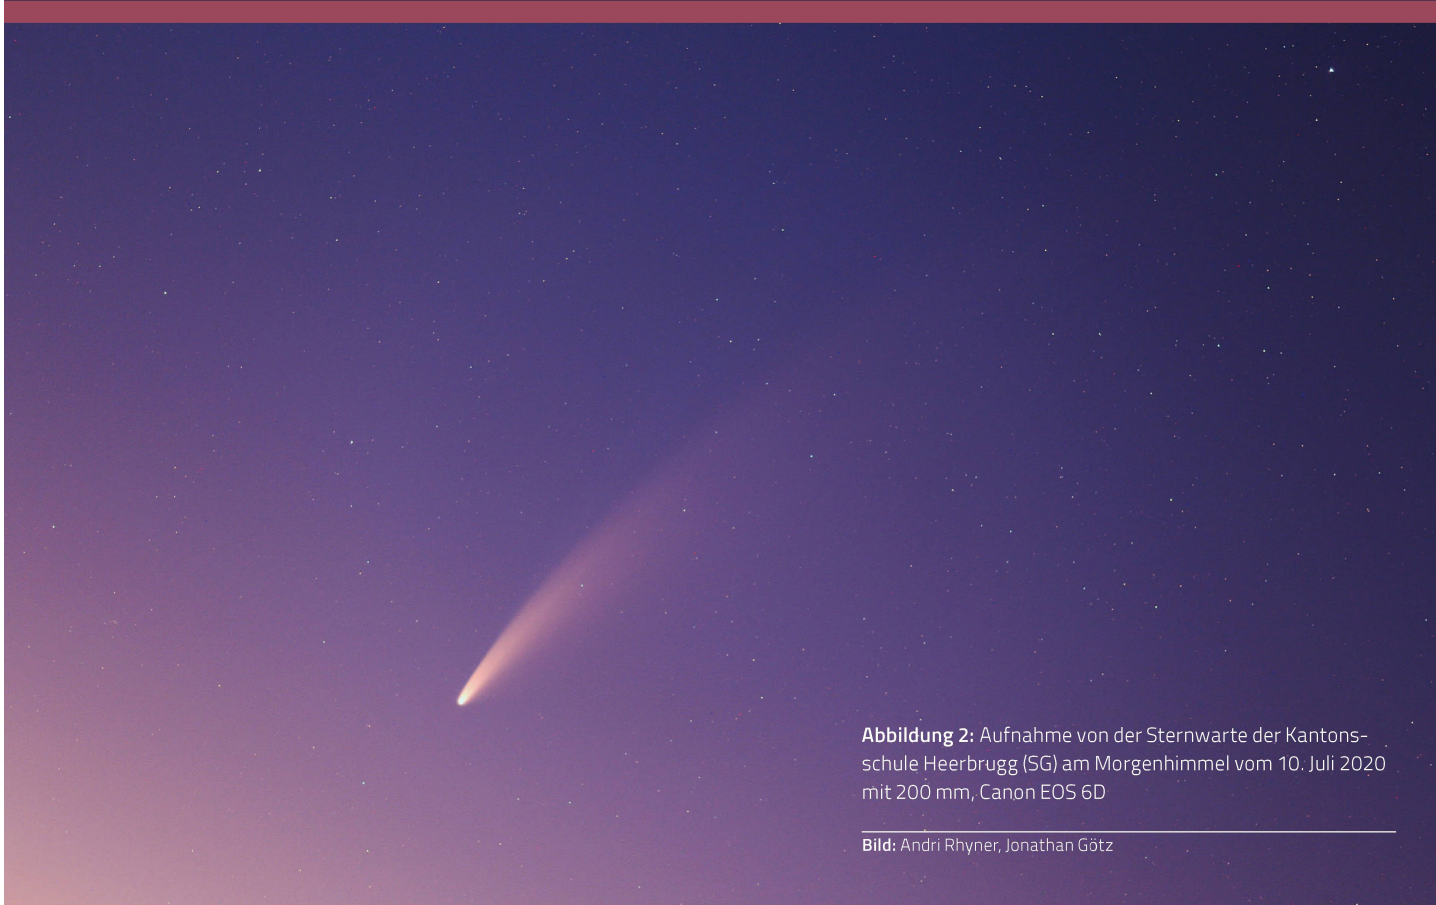 Abbildung 2: Aufnahme von der Sternwarte der Kantons-
schule Heerbrugg (SG) am Morgenhimmel vom 10. Juli 2020
mit 200 mm, Canon EOS 6D
Bild: Andri Rhyner, Jonathan Götz